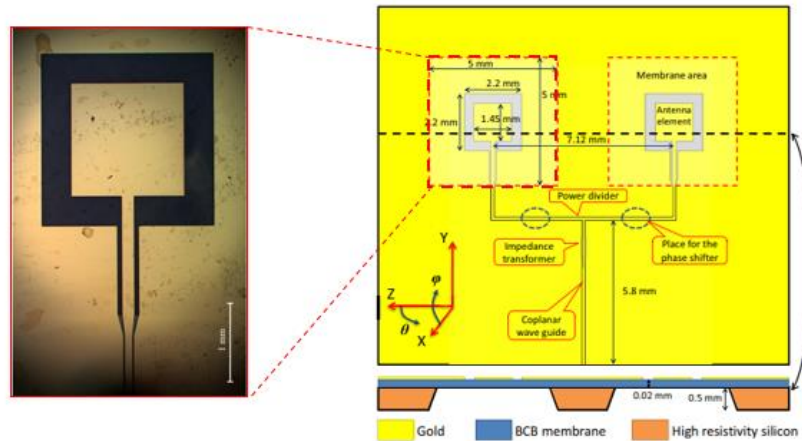 1 mm
5 mm
Membrane area
2.2 mm
5 mm
Antenna
element
2.2 mm
1.45 mm
7.12 mm
Power divider
Impedance
transformer
Place for the
phase shifter
Y
φ
Z
θ
X
5.8 mm
Coplanar
wave guide
0.02 mm
0.5 mm
Gold
BCB membrane
High resistivity silicon